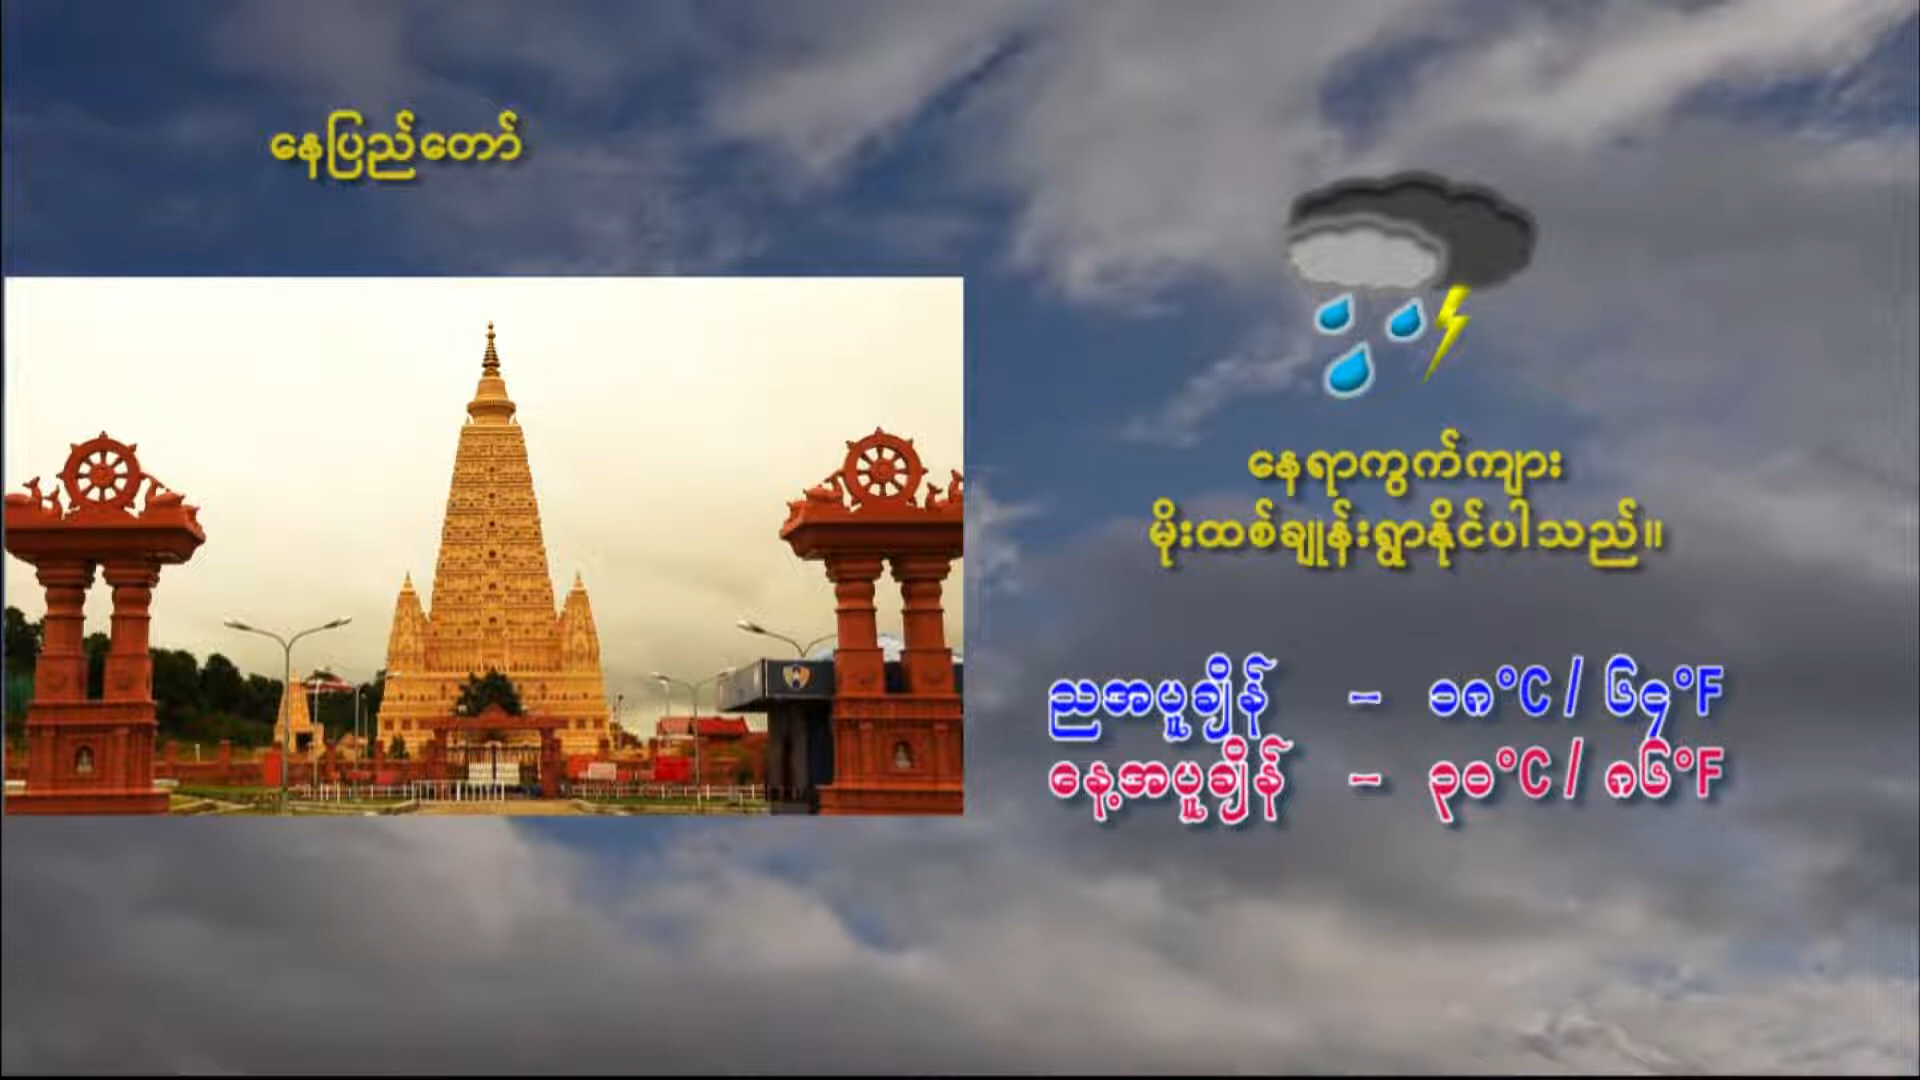 နေပြည်တော်
နေရာကွက်ကျား
မိုးထစ်ချုန်းရွာနိုင်ပါသည်။
ညအပူချိန် - ၁၈°C / ၆၄°F
နေ့အပူချိန် - ၃၀°C / ၈၆°F